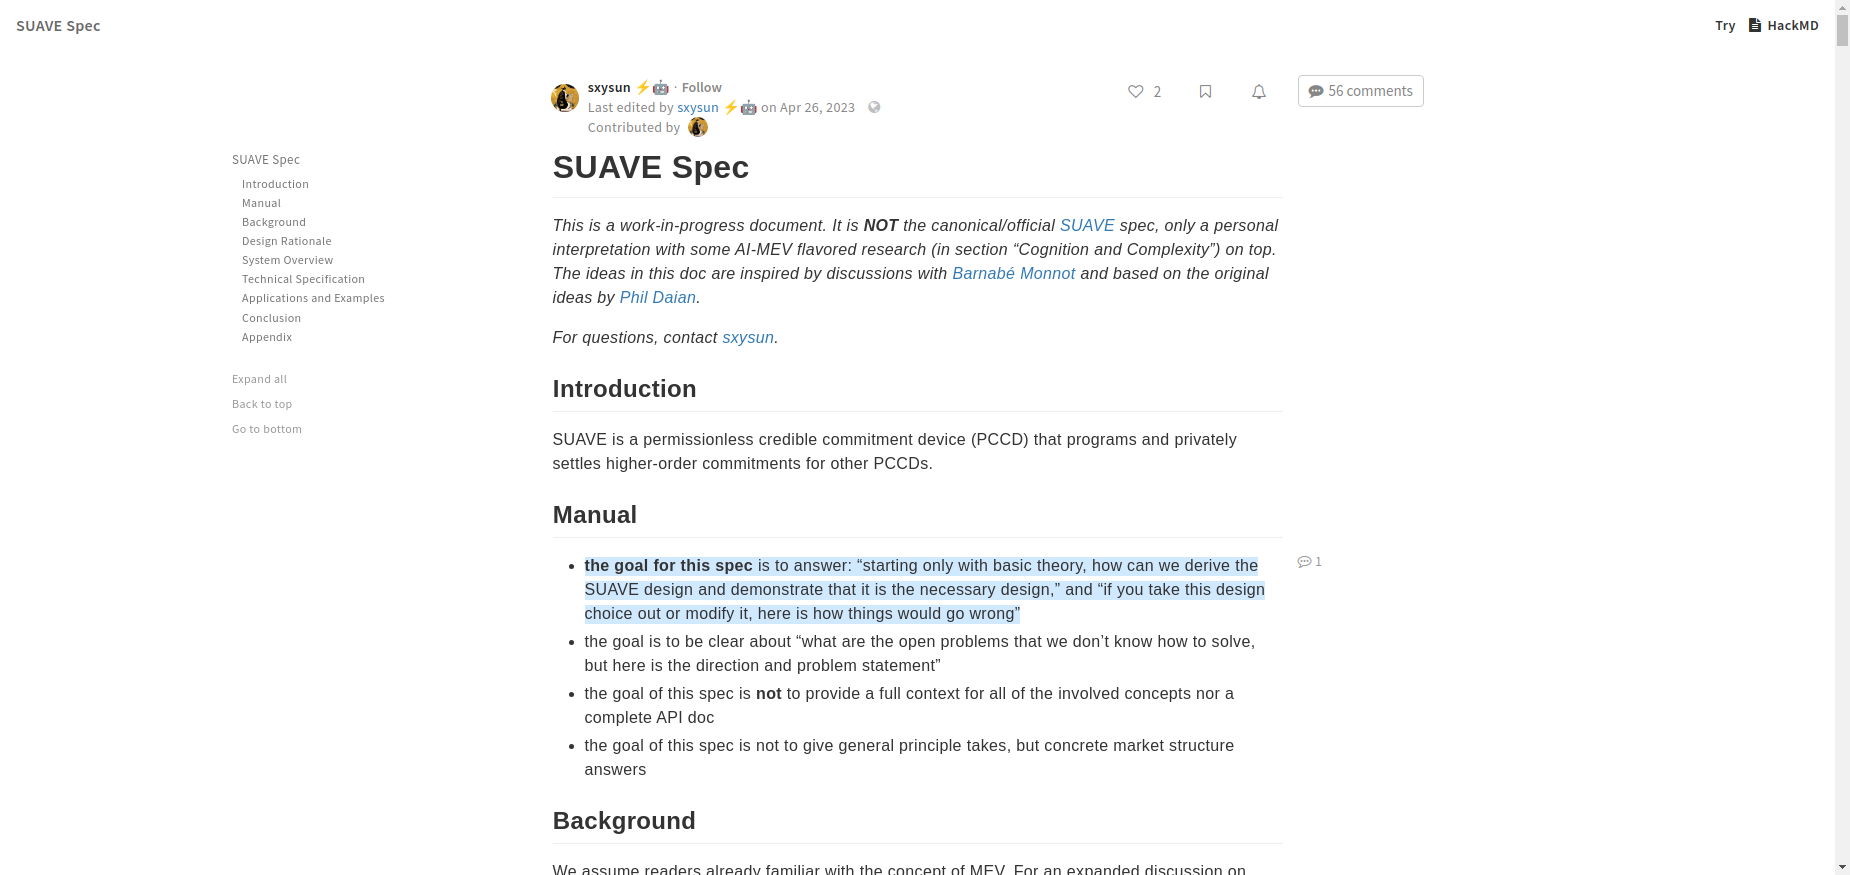 SUAVE Spec
Try HackMD
sxysun ⚡🤖 · Follow
Last edited by sxysun ⚡🤖 on Apr 26, 2023
Contributed by
2
56 comments
SUAVE Spec
Introduction
Manual
Background
Design Rationale
System Overview
Technical Specification
Applications and Examples
Conclusion
Appendix
Expand all
Back to top
Go to bottom
SUAVE Spec
This is a work-in-progress document. It is NOT the canonical/official SUAVE spec, only a personal
interpretation with some AI-MEV flavored research (in section “Cognition and Complexity”) on top.
The ideas in this doc are inspired by discussions with Barnabé Monnot and based on the original
ideas by Phil Daian.
For questions, contact sxysun.
Introduction
SUAVE is a permissionless credible commitment device (PCCD) that programs and privately
settles higher-order commitments for other PCCDs.
Manual
• the goal for this spec is to answer: “starting only with basic theory, how can we derive the
SUAVE design and demonstrate that it is the necessary design,” and “if you take this design
choice out or modify it, here is how things would go wrong”
1
• the goal is to be clear about “what are the open problems that we don’t know how to solve,
but here is the direction and problem statement”
• the goal of this spec is not to provide a full context for all of the involved concepts nor a
complete API doc
• the goal of this spec is not to give general principle takes, but concrete market structure
answers
Background
We assume readers already familiar with the concept of MEV. For an expanded discussion on